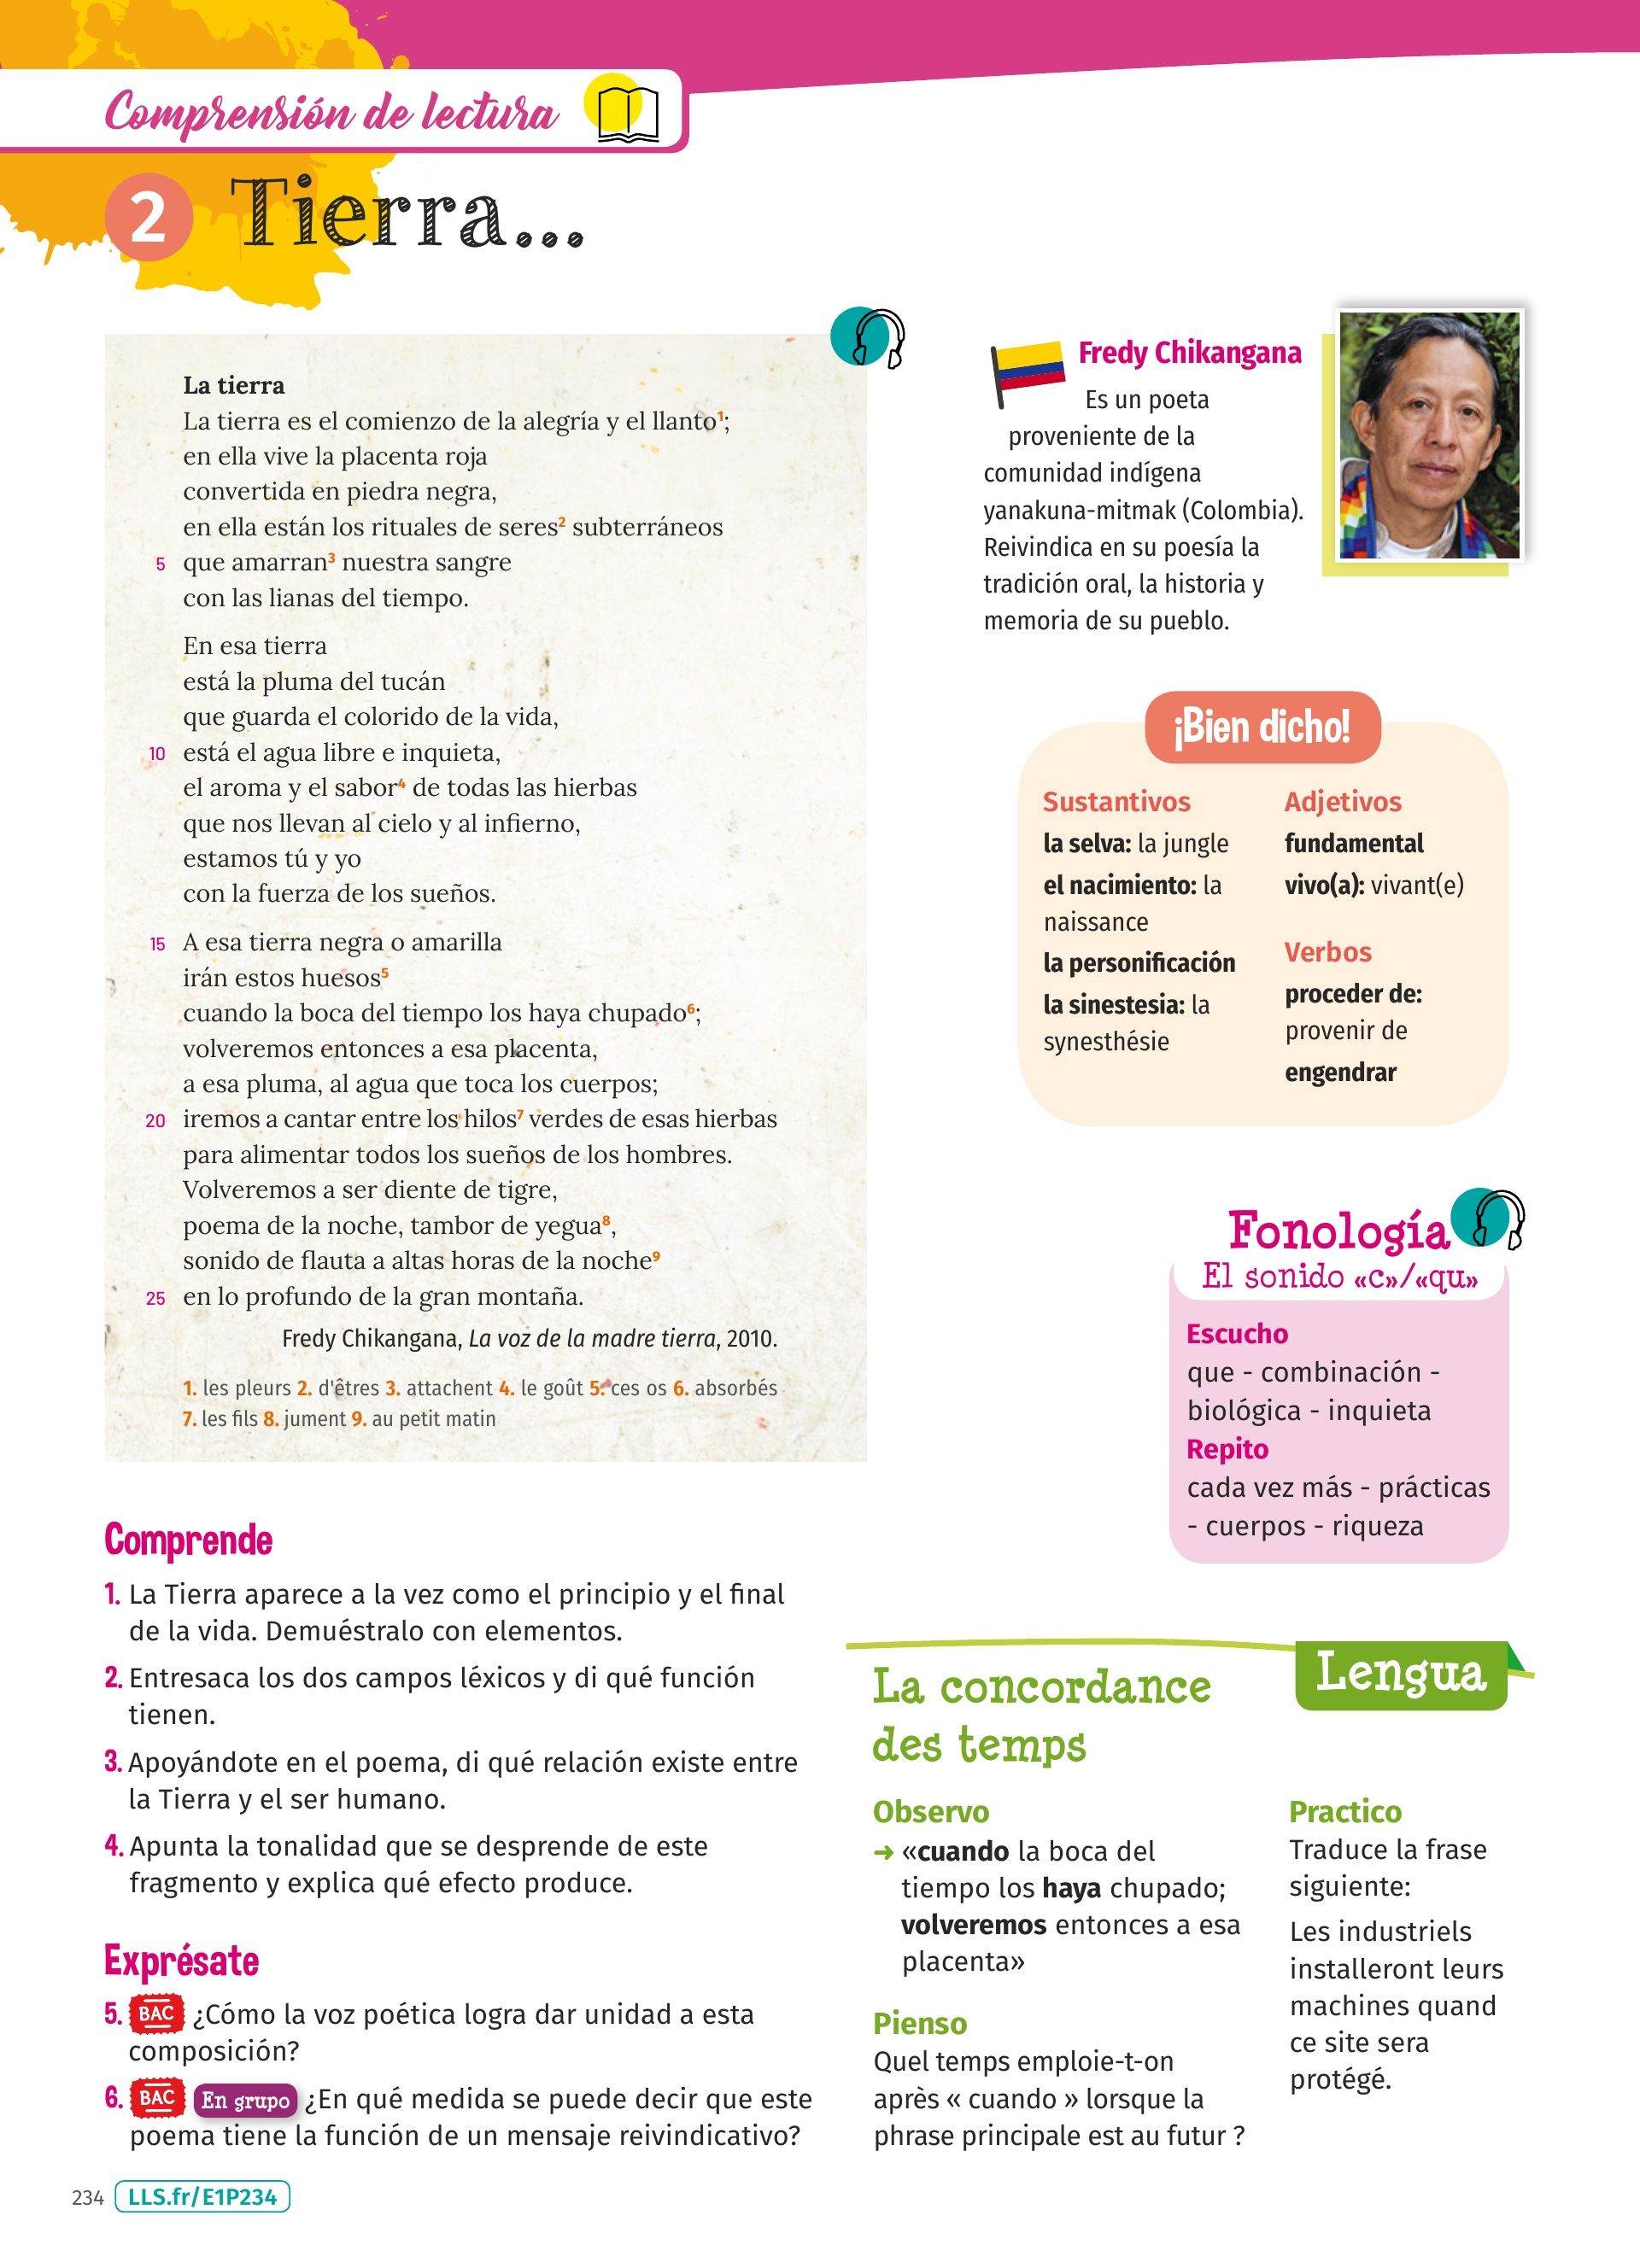 Comprensión de lectura
2 Tierra...
La tierra
La tierra es el comienzo de la alegría y el llanto¹;
en ella vive la placenta roja
convertida en piedra negra,
en ella están los rituales de seres² subterráneos
5 que amarran³ nuestra sangre
con las lianas del tiempo.
En esa tierra
está la pluma del tucán
que guarda el colorido de la vida,
10 está el agua libre e inquieta,
el aroma y el sabor⁴ de todas las hierbas
que nos llevan al cielo y al infierno,
estamos tú y yo
con la fuerza de los sueños.
15 A esa tierra negra o amarilla
irán estos huesos⁵
cuando la boca del tiempo los haya chupado⁶;
volveremos entonces a esa placenta,
a esa pluma, al agua que toca los cuerpos;
20 iremos a cantar entre los hilos⁷ verdes de esas hierbas
para alimentar todos los sueños de los hombres.
Volveremos a ser diente de tigre,
poema de la noche, tambor de yegua⁸,
sonido de flauta a altas horas de la noche⁹
25 en lo profundo de la gran montaña.
Fredy Chikangana, La voz de la madre tierra, 2010.
1. les pleurs 2. d'êtres 3. attachent 4. le goût 5. ces os 6. absorbés
7. les fils 8. jument 9. au petit matin
Fredy Chikangana
Es un poeta
proveniente de la
comunidad indígena
yanakuna-mitmak (Colombia).
Reivindica en su poesía la
tradición oral, la historia y
memoria de su pueblo.
¡Bien dicho!
Sustantivos
la selva: la jungle
el nacimiento: la
naissance
la personificación
la sinestesia: la
synesthésie
Adjetivos
fundamental
vivo(a): vivant(e)
Verbos
proceder de:
provenir de
engendrar
Fonología
El sonido «c»/«qu»
Escucho
que - combinación -
biológica - inquieta
Repito
cada vez más - prácticas
- cuerpos - riqueza
Comprende
1. La Tierra aparece a la vez como el principio y el final
de la vida. Demuéstralo con elementos.
2. Entresaca los dos campos léxicos y di qué función
tienen.
3. Apoyándote en el poema, di qué relación existe entre
la Tierra y el ser humano.
4. Apunta la tonalidad que se desprende de este
fragmento y explica qué efecto produce.
Exprésate
5. BAC ¿Cómo la voz poética logra dar unidad a esta
composición?
6. BAC En grupo ¿En qué medida se puede decir que este
poema tiene la función de un mensaje reivindicativo?
Lengua
La concordance
des temps
Observo
➜ «cuando la boca del
tiempo los haya chupado;
volveremos entonces a esa
placenta»
Pienso
Quel temps emploie-t-on
après « cuando » lorsque la
phrase principale est au futur ?
Practico
Traduce la frase
siguiente:
Les industriels
installeront leurs
machines quand
ce site sera
protégé.
234 LLS.fr/E1P234